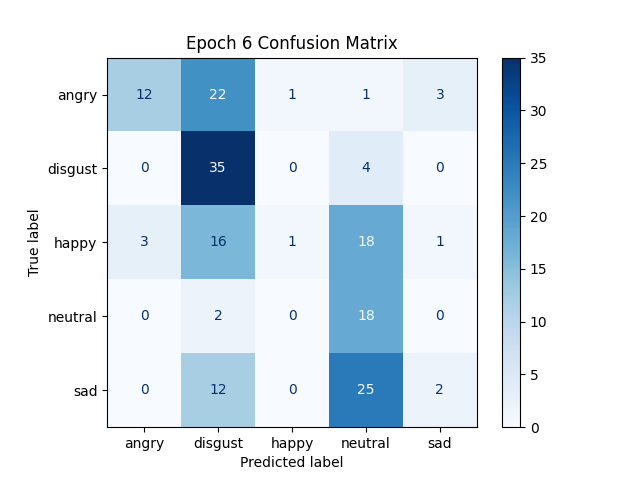 Epoch 6 Confusion Matrix
True label
angry 12 22 1 1 3
disgust 0 35 0 4 0
happy 3 16 1 18 1
neutral 0 2 0 18 0
sad 0 12 0 25 2
angry disgust happy neutral sad
Predicted label
35
30
25
20
15
10
5
0